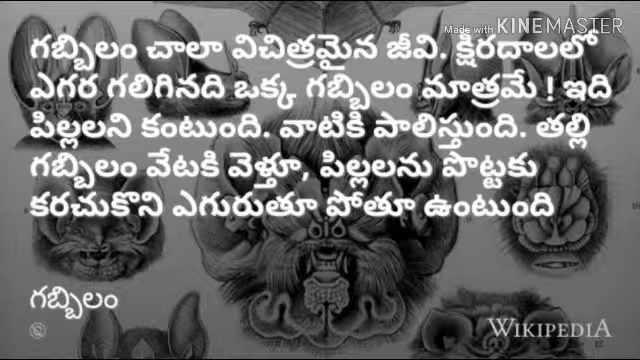 Made with KINEMASTER
గబ్బిలం చాలా విచిత్రమైన జీవి. క్షీరదాలలో
ఎగర గలిగినది ఒక్క గబ్బిలం మాత్రమే ! ఇది
పిల్లలని కంటుంది. వాటికి పాలిస్తుంది. తల్లి
గబ్బిలం వేటకి వెళ్తూ, పిల్లలను పొట్టకు
కరచుకొని ఎగురుతూ పోతూ ఉంటుంది
గబ్బిలం
WIKIPEDIA